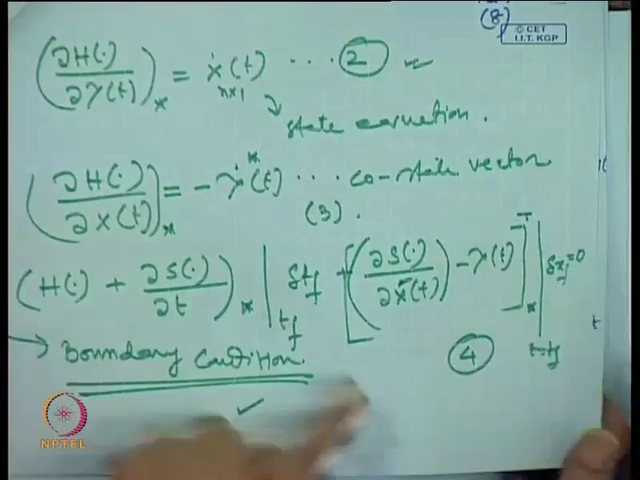 (8)
© CET
I.I.T. KGP
(∂H(·)/∂λ(t))* = ẋ(t) ... (2)
n×1
state equation.
(∂H(·)/∂x(t))* = -λ̇*(t) ... co-state vector
(3).
(H(·) + ∂S(·)/∂t)* |tf δtf + [(∂S(·)/∂x(t)) - λ(t)]ᵀ* |t=tf δxf = 0
→ Boundary Condition.
(4)
NPTEL